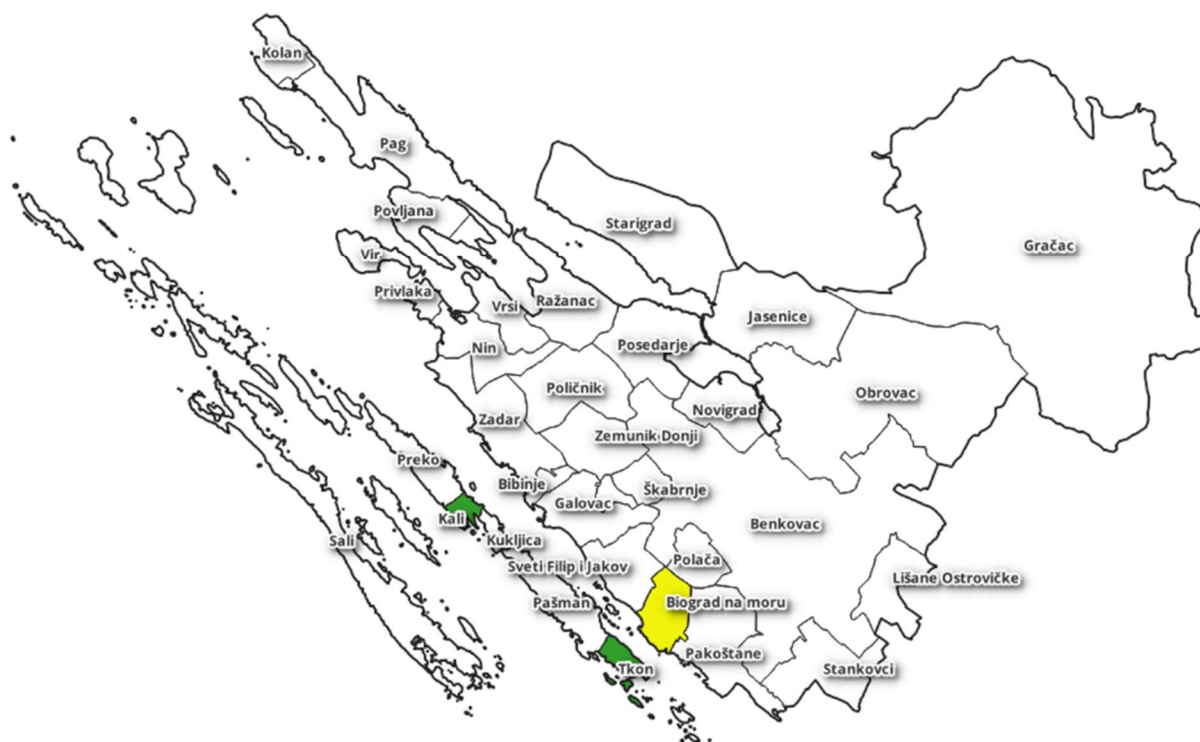 Kolan
Pag
Povljana
Starigrad
Gračac
Vir
Privlaka
Vrsi
Ražanac
Jasenice
Nin
Posedarje
Poličnik
Obrovac
Zadar
Novigrad
Zemunik Donji
Preko
Bibinje
Škabrnje
Galovac
Kali
Benkovac
Sali
Kukljica
Polača
Sveti Filip i Jakov
Lišane Ostrovičke
Pašman
Biograd na moru
Pakoštane
Tkon
Stankovci